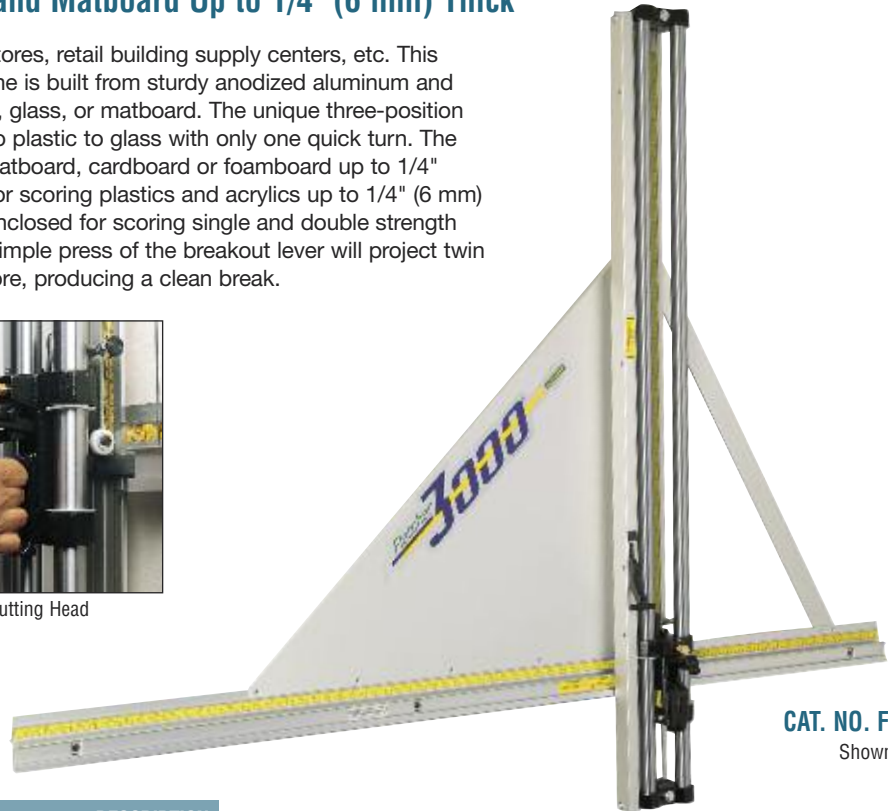 and Matboard Up to 1/4" (6 mm) Thick
tores, retail building supply centers, etc. This
ne is built from sturdy anodized aluminum and
, glass, or matboard. The unique three-position
o plastic to glass with only one quick turn. The
atboard, cardboard or foamboard up to 1/4"
or scoring plastics and acrylics up to 1/4" (6 mm)
nclosed for scoring single and double strength
imple press of the breakout lever will project twin
ore, producing a clean break.
Fletcher
3000
utting Head
CAT. NO. F
Shown
DESCRIPTION